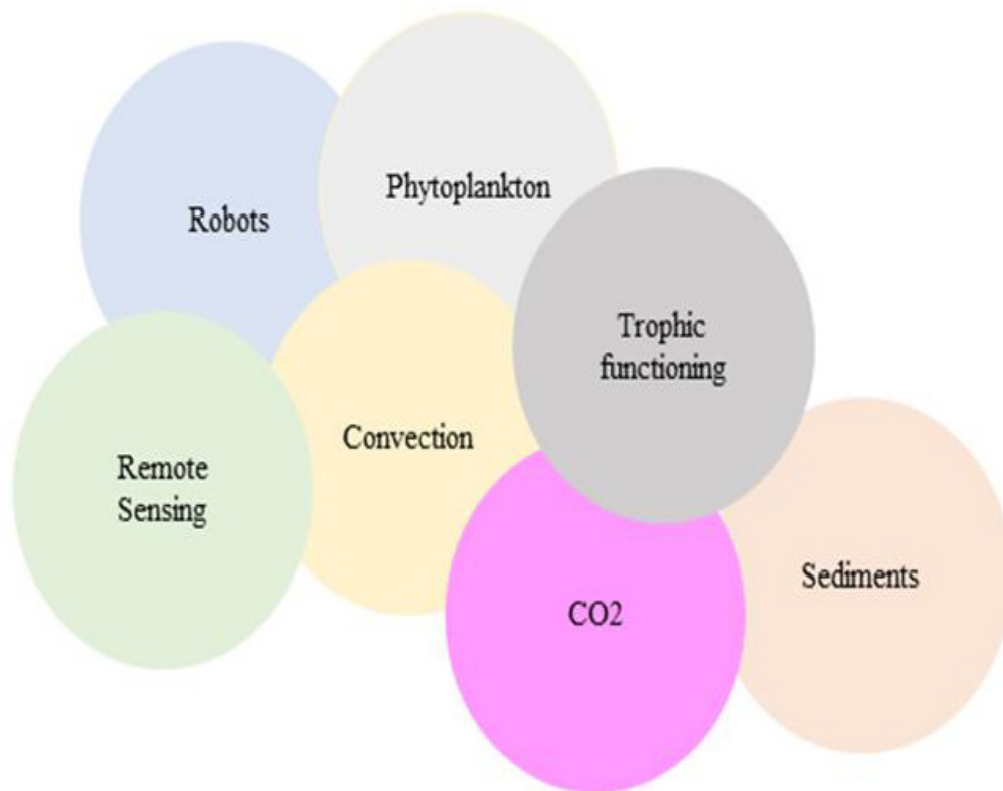 Phytoplankton
Robots
Trophic
functioning
Convection
Remote
Sensing
Sediments
CO2